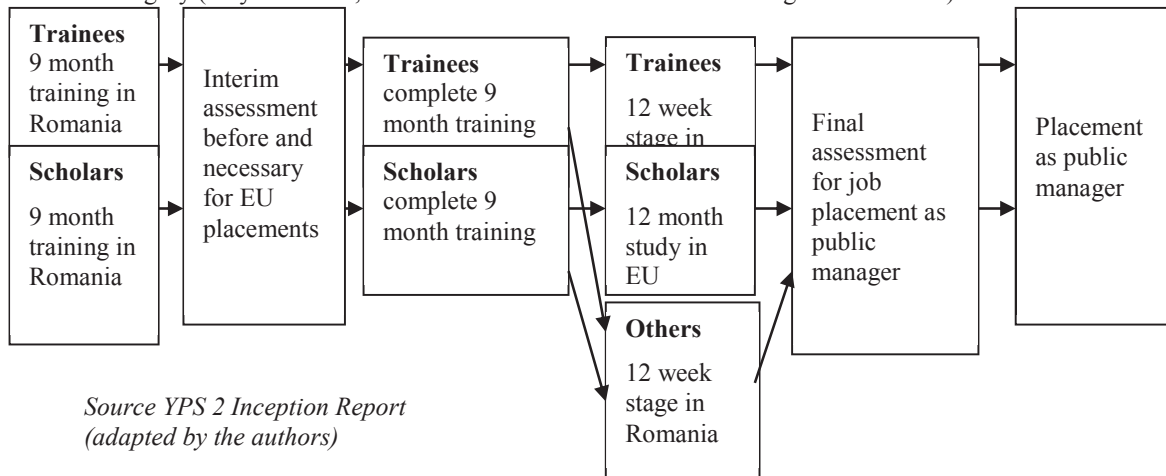 Trainees
9 month
training in
Romania
Scholars
9 month
training in
Romania
Interim
assessment
before and
necessary
for EU
placements
Trainees
complete 9
month training
Scholars
complete 9
month training
Trainees
12 week
stage in
Scholars
12 month
study in
EU
Others
12 week
stage in
Romania
Final
assessment
for job
placement as
public
manager
Placement
as public
manager
Source YPS 2 Inception Report
(adapted by the authors)